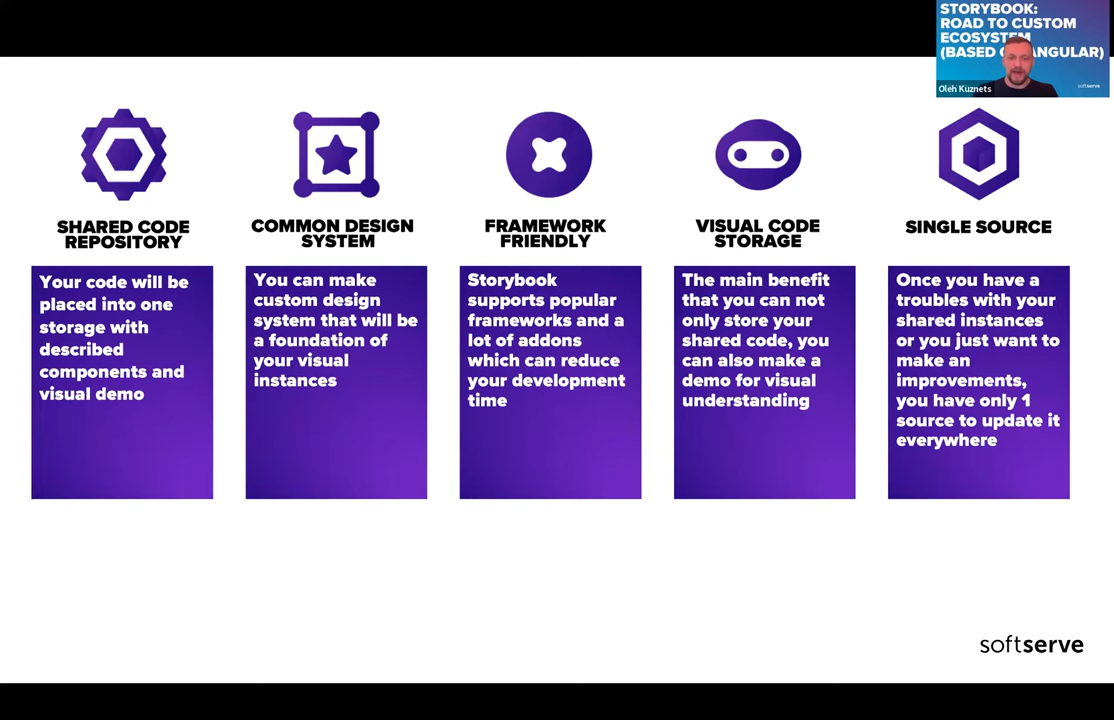 STORYBOOK:
ROAD TO CUSTOM
ECOSYSTEM
(BASED ANGULAR)
Oleh Kuznets
softserve
SHARED CODE
REPOSITORY
Your code will be
placed into one
storage with
described
components and
visual demo
COMMON DESIGN
SYSTEM
You can make
custom design
system that will be
a foundation of
your visual
instances
FRAMEWORK
FRIENDLY
Storybook
supports popular
frameworks and a
lot of addons
which can reduce
your development
time
VISUAL CODE
STORAGE
The main benefit
that you can not
only store your
shared code, you
can also make a
demo for visual
understanding
SINGLE SOURCE
Once you have a
troubles with your
shared instances
or you just want to
make an
improvements,
you have only 1
source to update it
everywhere
softserve